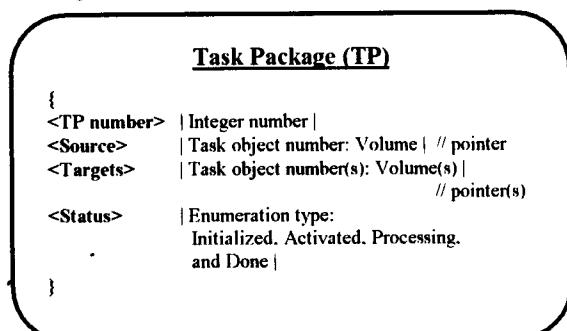 Task Package (TP)
{
<TP number> | Integer number |
<Source> | Task object number: Volume | // pointer
<Targets> | Task object number(s): Volume(s) |
// pointer(s)
<Status> | Enumeration type:
Initialized. Activated. Processing.
and Done |
}